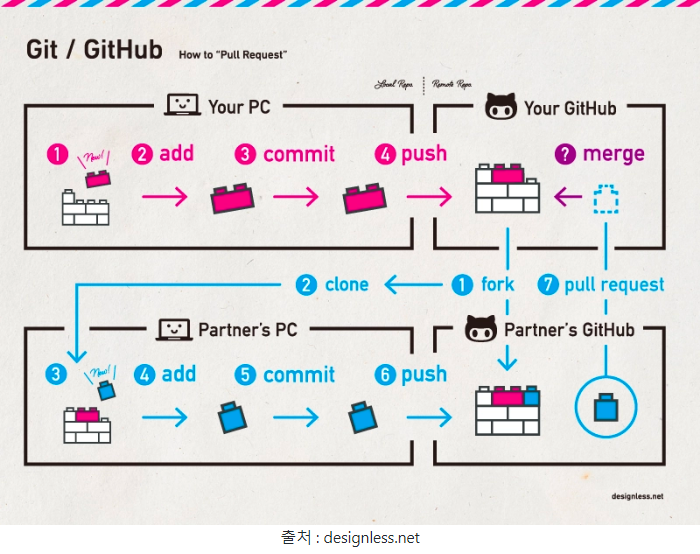 Git / GitHub How to "Pull Request"
Local Repo. Remote Repo.
Your PC
Your GitHub
1 New! 2 add 3 commit 4 push ? merge
2 clone 1 fork 7 pull request
Partner's PC
Partner's GitHub
3 New! 4 add 5 commit 6 push
designless.net
출처 : designless.net